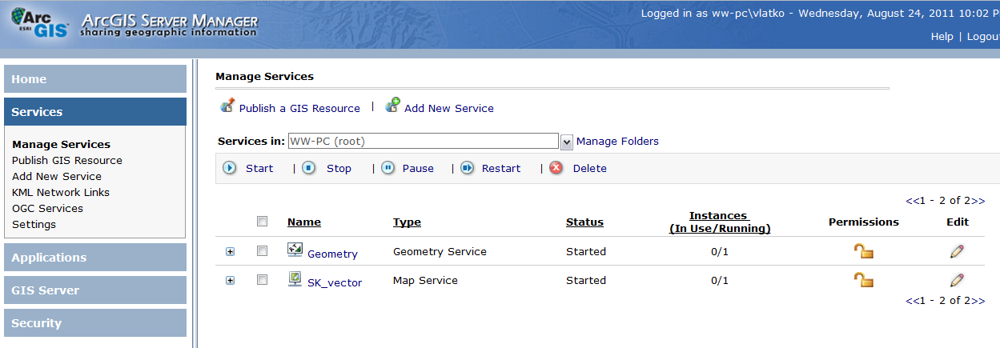 Arc
ESRI GIS
ArcGIS Server Manager
sharing geographic information
Logged in as ww-pc\vlatko - Wednesday, August 24, 2011 10:02 P
Help | Logou
Home
Services
Manage Services
Publish GIS Resource
Add New Service
KML Network Links
OGC Services
Settings
Applications
GIS Server
Security
Manage Services
Publish a GIS Resource | Add New Service
Services in: WW-PC (root) Manage Folders
Start | Stop | Pause | Restart | Delete
<<1 - 2 of 2>>
Name Type Status Instances (In Use/Running) Permissions Edit
Geometry Geometry Service Started 0/1
SK_vector Map Service Started 0/1
<<1 - 2 of 2>>